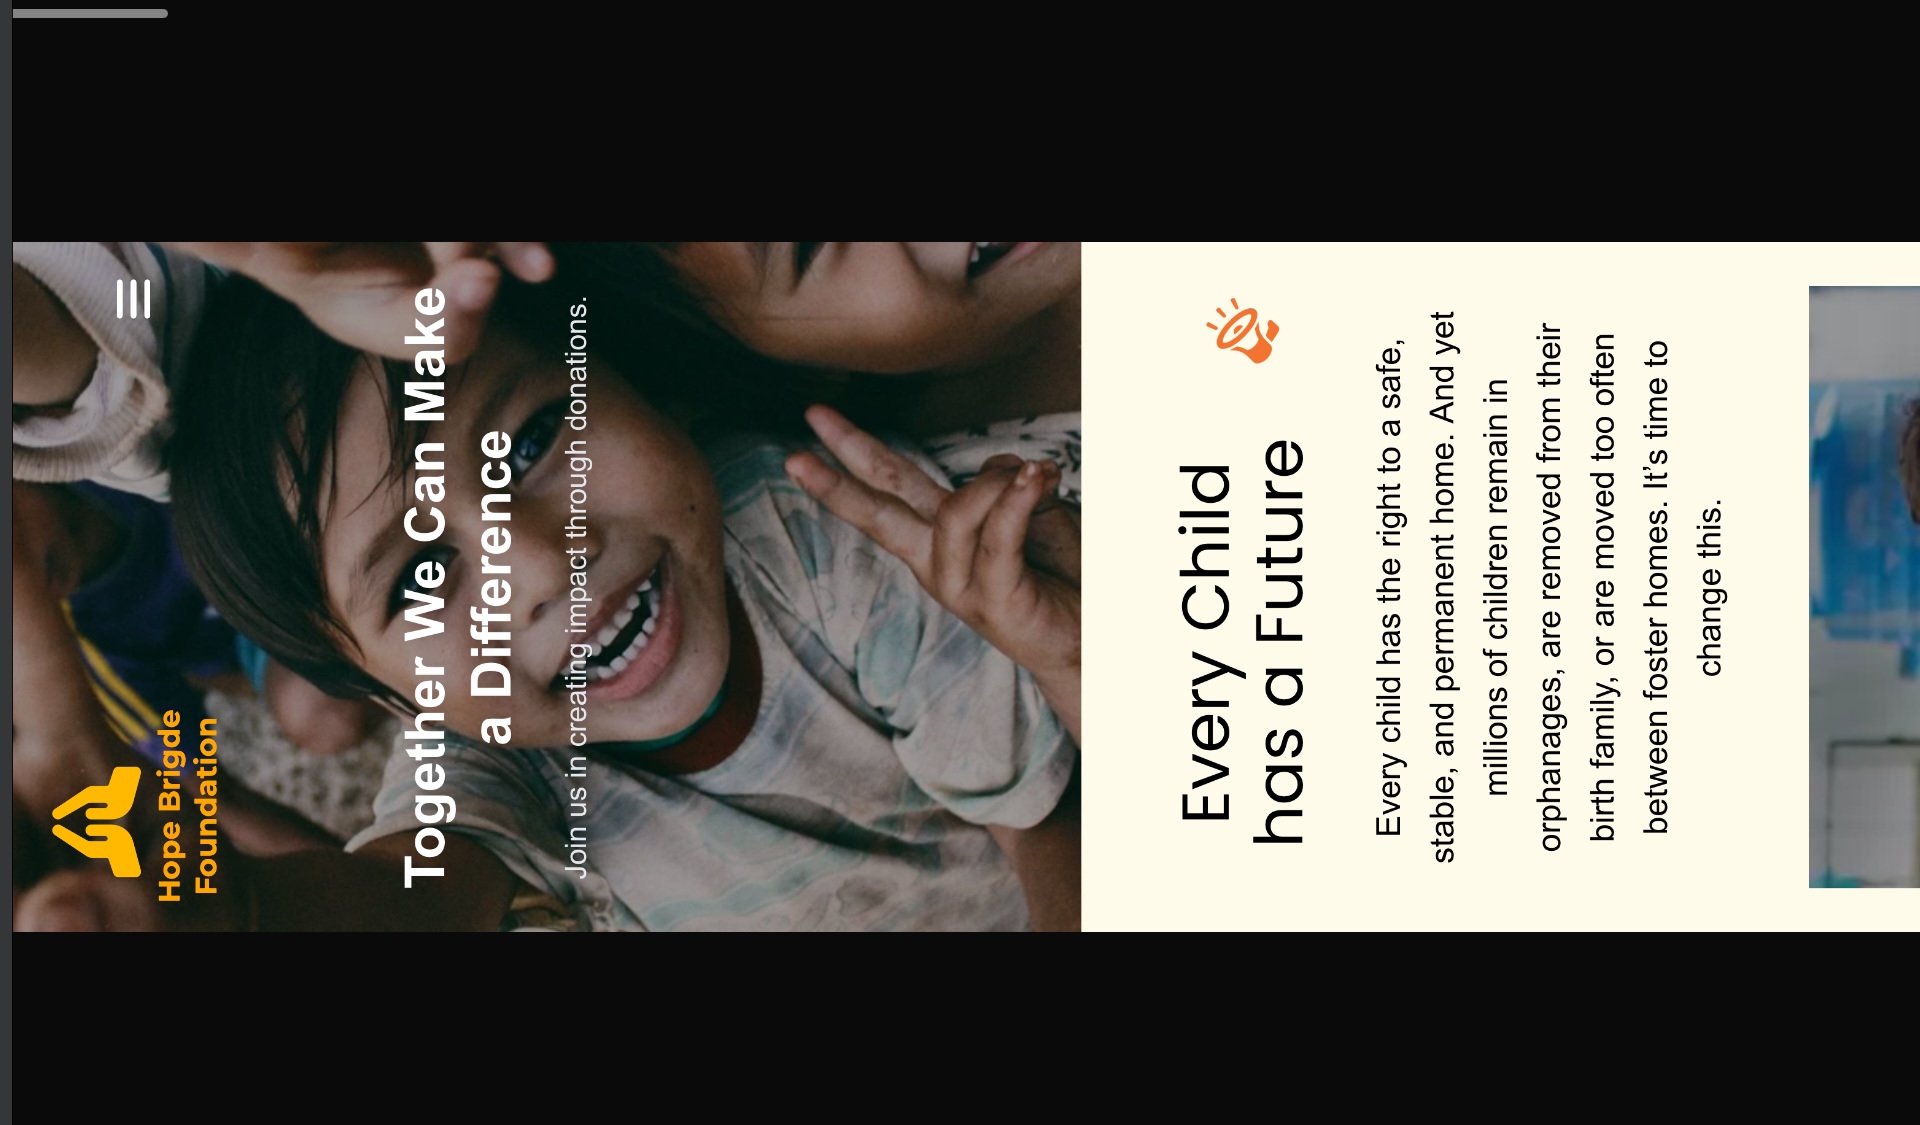 Hope Brigde
Foundation
Together We Can Make
a Difference
Join us in creating impact through donations.
Every Child
has a Future
Every child has the right to a safe,
stable, and permanent home. And yet
millions of children remain in
orphanages, are removed from their
birth family, or are moved too often
between foster homes. It’s time to
change this.